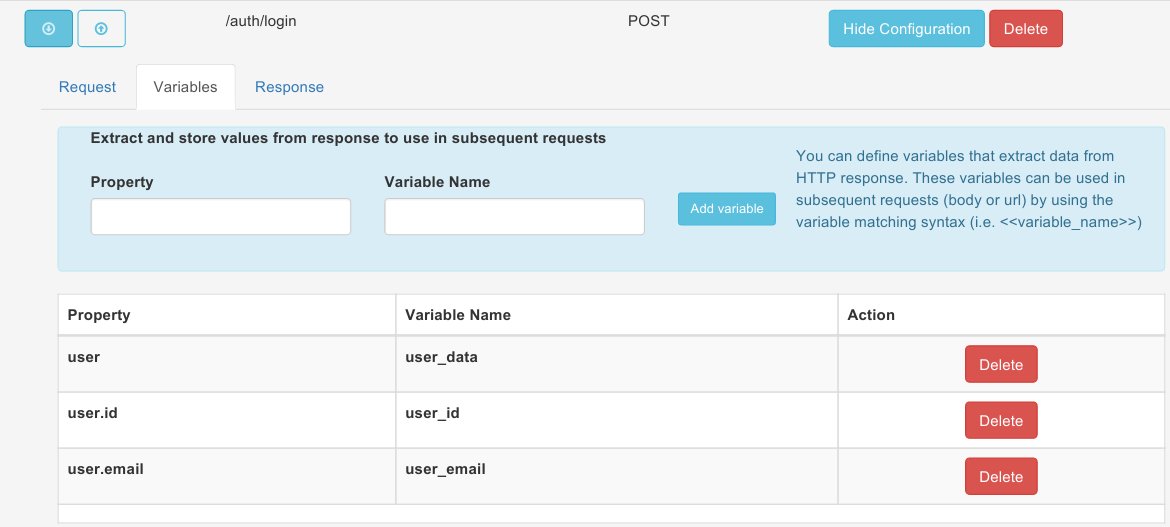 /auth/login POST Hide Configuration Delete
Request Variables Response
Extract and store values from response to use in subsequent requests
Property Variable Name
Add variable
You can define variables that extract data from
HTTP response. These variables can be used in
subsequent requests (body or url) by using the
variable matching syntax (i.e. <<variable_name>>)
Property Variable Name Action
user user_data Delete
user.id user_id Delete
user.email user_email Delete